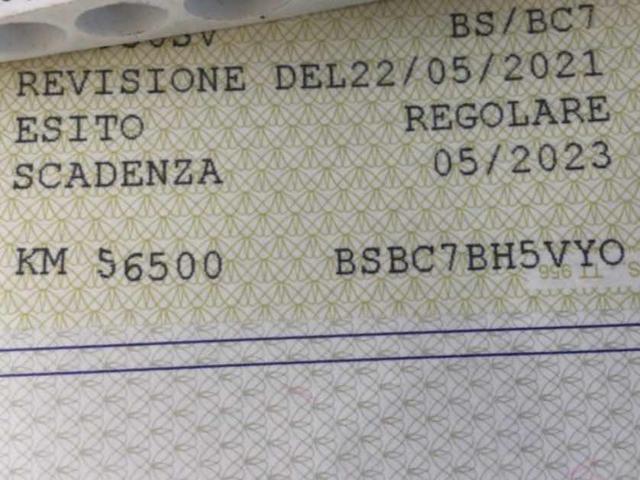 BS/BC7
REVISIONE DEL22/05/2021
ESITO REGOLARE
SCADENZA 05/2023
KM 56500 BSBC7BH5VYO